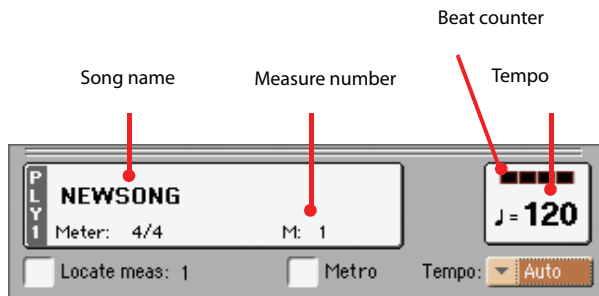 Beat counter
Song name Measure number Tempo
PLY1
NEWSONG
Meter: 4/4 M: 1
♩ = 120
Locate meas: 1 Metro Tempo: Auto